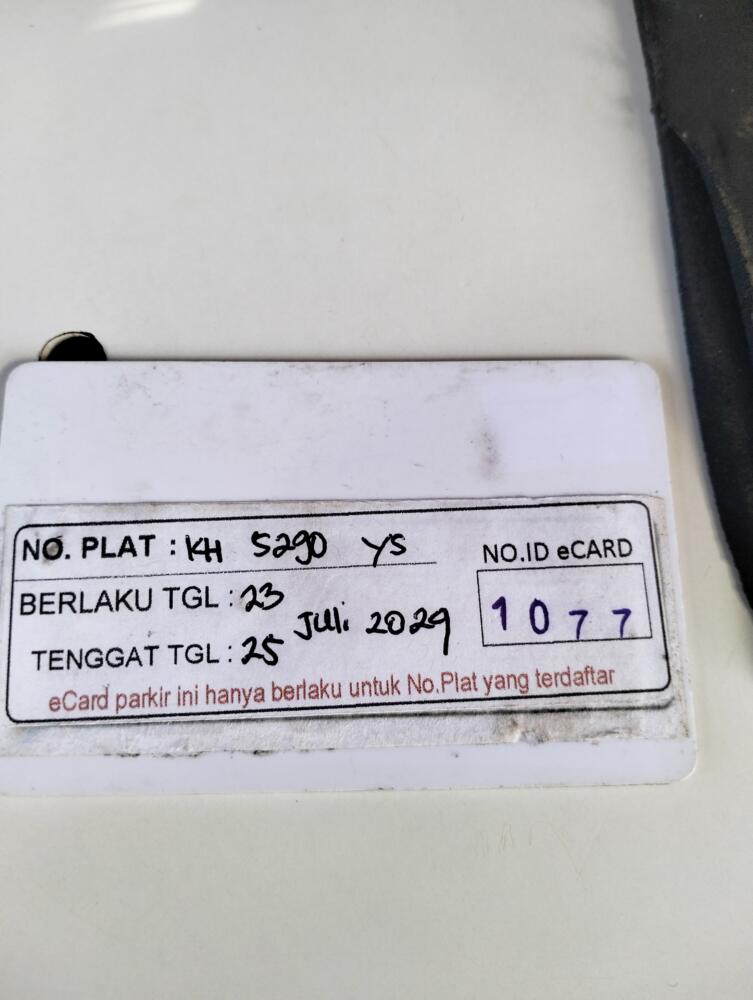 NO. PLAT : KH 5290 YS
NO.ID eCARD
1077
BERLAKU TGL : 23
Juli 2029
TENGGAT TGL : 25
eCard parkir ini hanya berlaku untuk No.Plat yang terdaftar